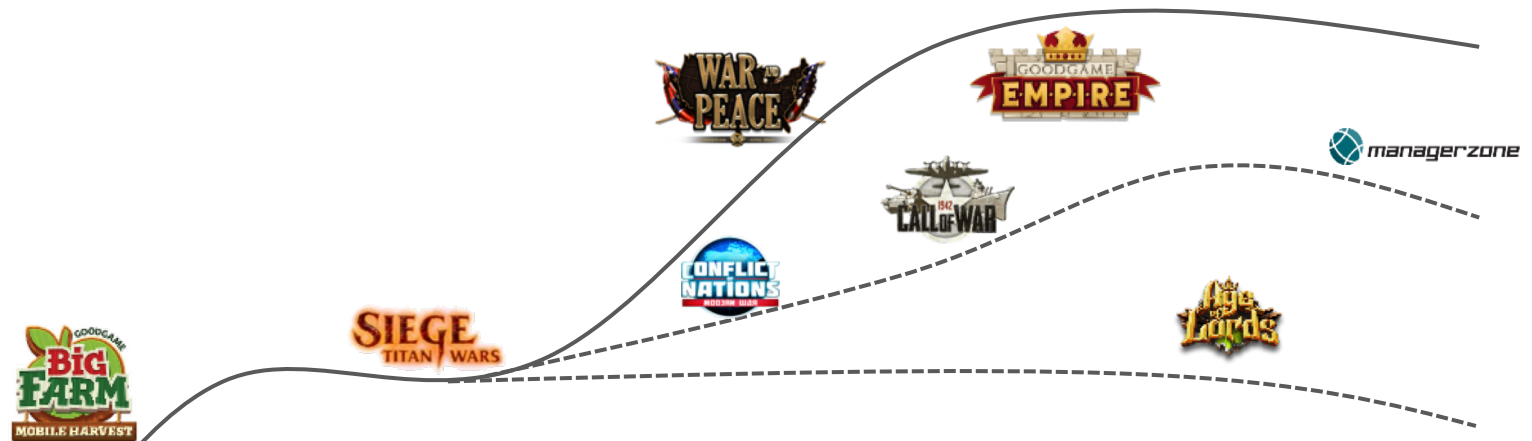 GOODGAME
BIG
FARM
MOBILE HARVEST
SIEGE
TITAN WARS
WAR AND
PEACE
CONFLICT
NATIONS
MODERN WAR
1942
CALL OF WAR
GOODGAME
EMPIRE
Age
of
Lords
managerzone